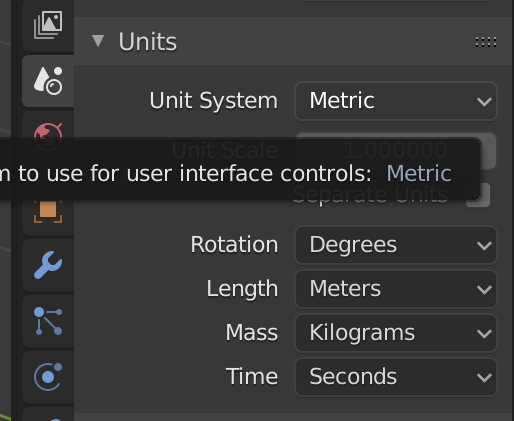 Units
Unit System Metric
Unit Scale 1.000000
m to use for user interface controls: Metric
Separate Units
Rotation Degrees
Length Meters
Mass Kilograms
Time Seconds